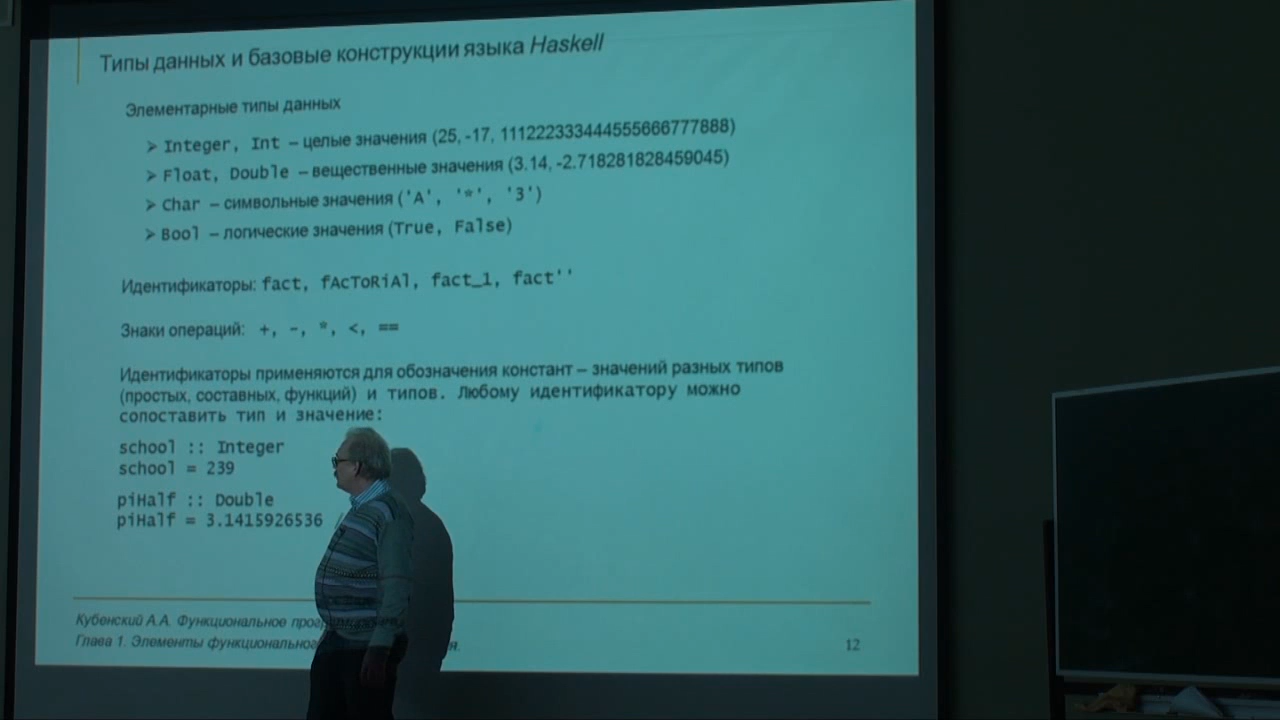 Типы данных и базовые конструкции языка Haskell
Элементарные типы данных
➢ Integer, Int – целые значения (25, -17, 111222333444555666777888)
➢ Float, Double – вещественные значения (3.14, -2.718281828459045)
➢ Char – символьные значения ('A', '*', '3')
➢ Bool – логические значения (True, False)
Идентификаторы: fact, fAcToRiAl, fact_1, fact''
Знаки операций: +, -, *, <, ==
Идентификаторы применяются для обозначения констант – значений разных типов
(простых, составных, функций) и типов. Любому идентификатору можно
сопоставить тип и значение:
school :: Integer
school = 239
piHalf :: Double
piHalf = 3.1415926536
Кубенский А.А. Функциональное
Глава 1. Элементы функционального
12